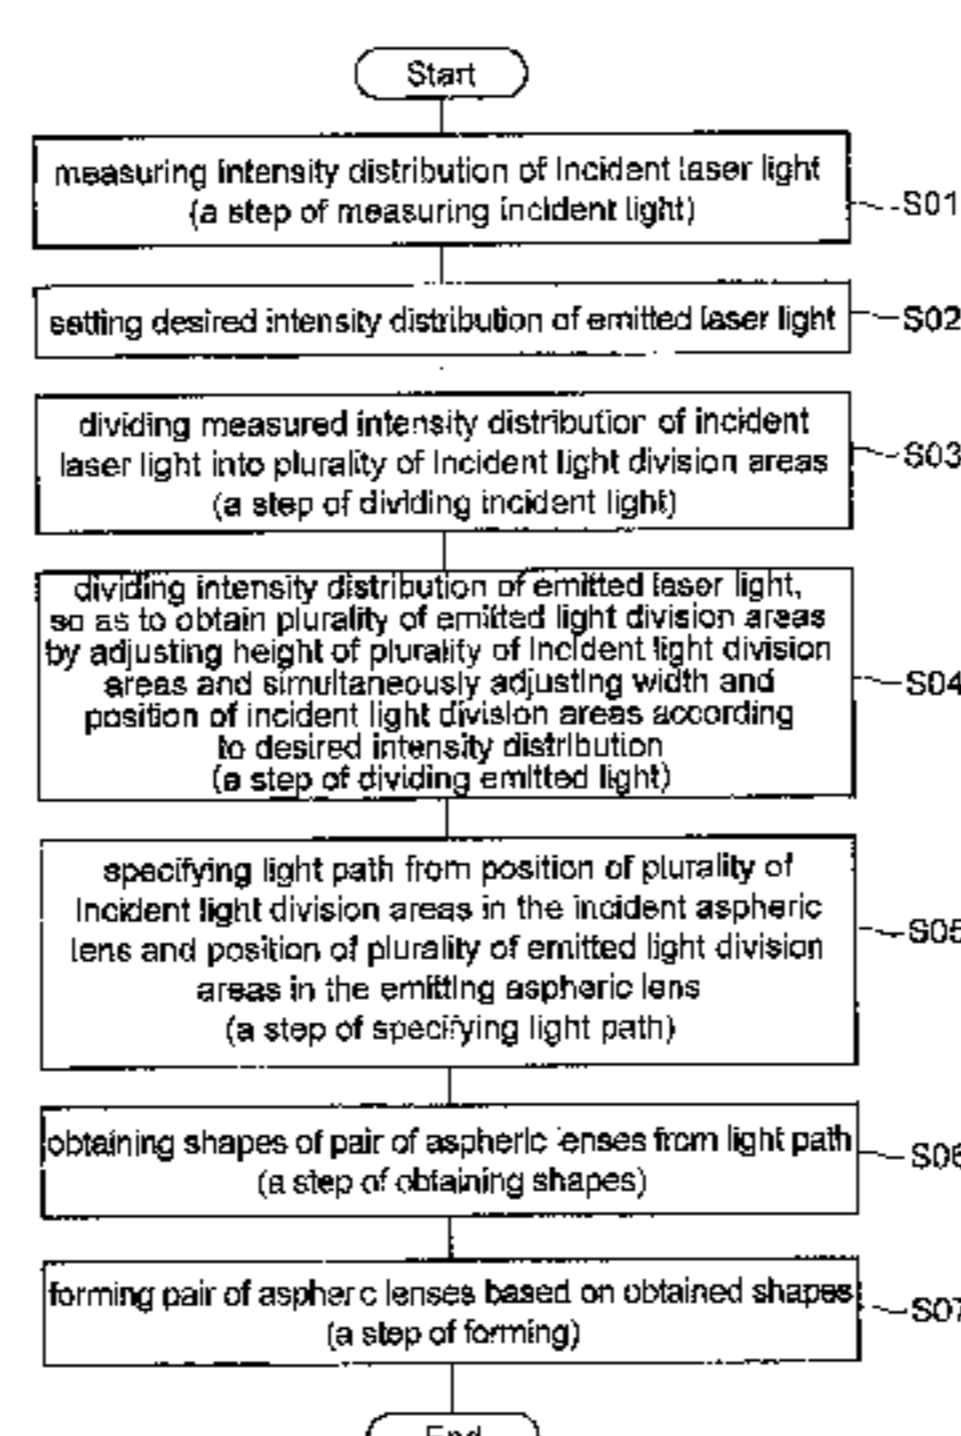 Start
measuring intensity distribution of incident laser light
(a step of measuring incident light)
S01
setting desired intensity distribution of emitted laser light
S02
dividing measured intensity distribution of incident
laser light into plurality of incident light division areas
(a step of dividing incident light)
S03
dividing intensity distribution of emitted laser light,
so as to obtain plurality of emitted light division areas
by adjusting height of plurality of incident light division
areas and simultaneously adjusting width and
position of incident light division areas according
to desired intensity distribution
(a step of dividing emitted light)
S04
specifying light path from position of plurality of
incident light division areas in the incident aspheric
lens and position of plurality of emitted light division
areas in the emitting aspheric lens
(a step of specifying light path)
S05
obtaining shapes of pair of aspheric lenses from light path
(a step of obtaining shapes)
S06
forming pair of aspheric lenses based on obtained shapes
(a step of forming)
S07
End